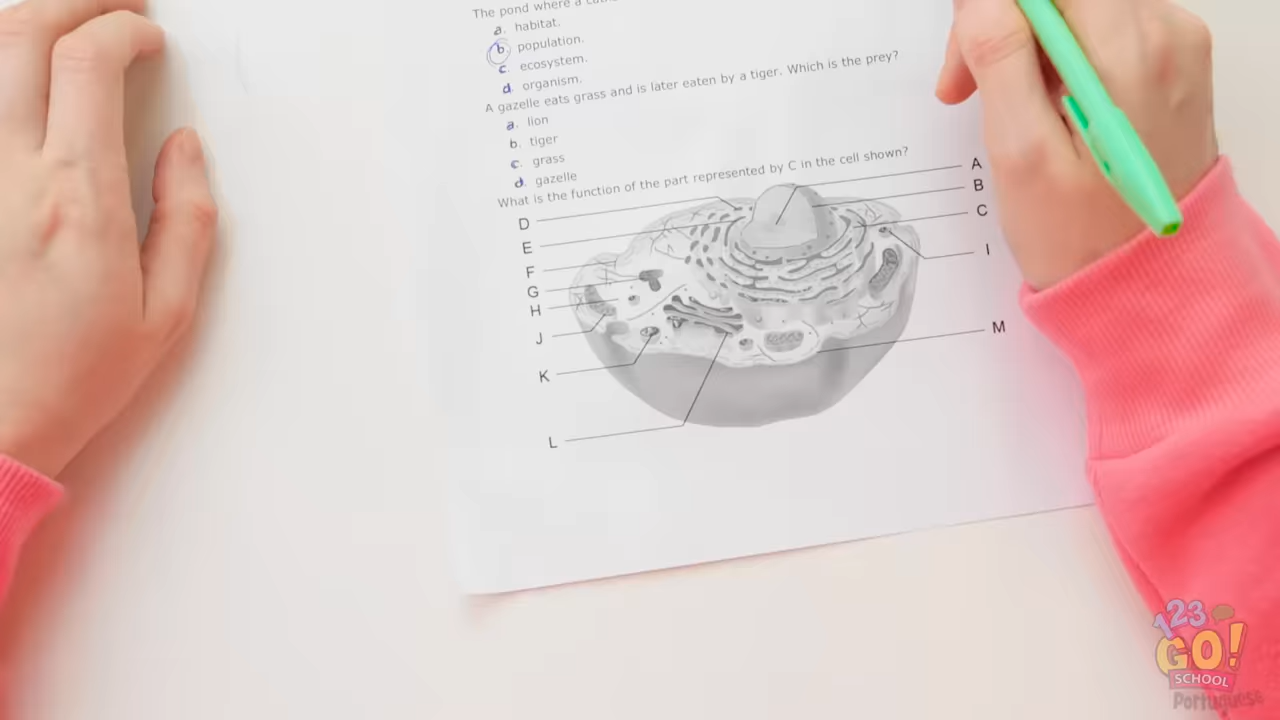 The pond where a
a. habitat.
b. population.
c. ecosystem.
d. organism.
A gazelle eats grass and is later eaten by a tiger. Which is the prey?
a. lion
b. tiger
c. grass
d. gazelle
What is the function of the part represented by C in the cell shown?
A
B
D
C
E
I
F
G
H
M
J
K
L
123
GO!
SCHOOL
Portuguese